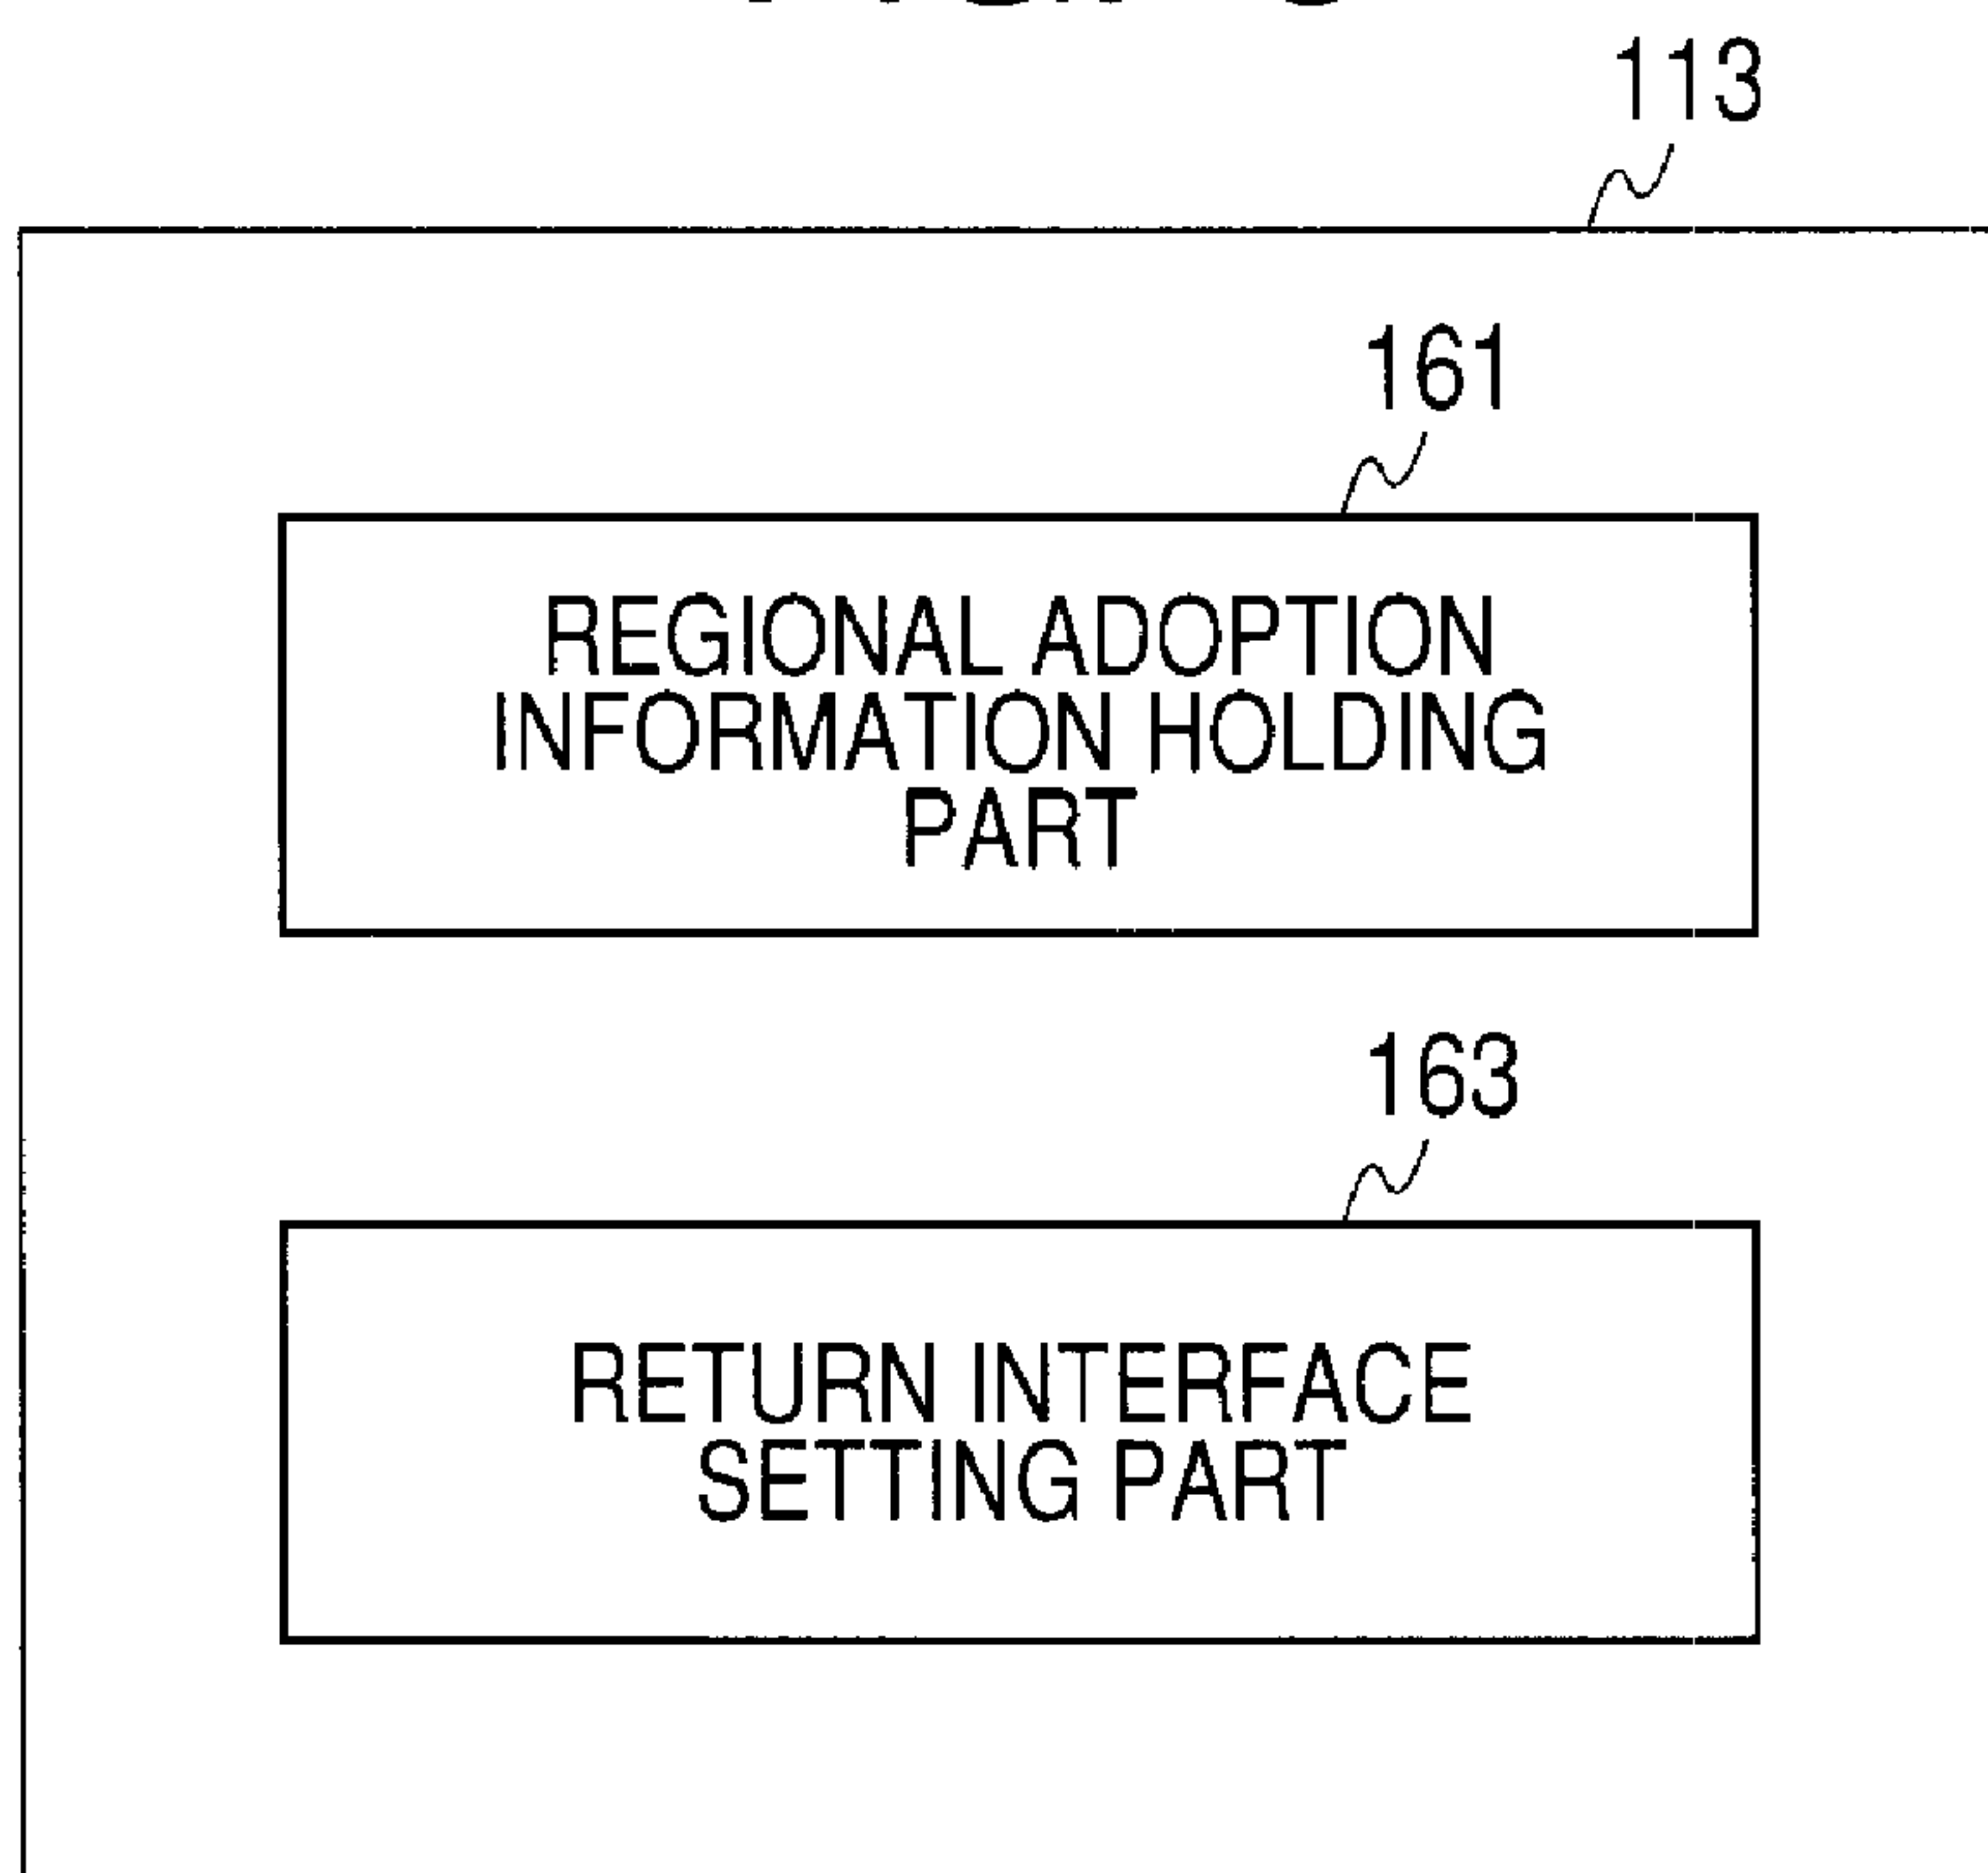 113
161
REGIONAL ADOPTION
INFORMATION HOLDING
PART
163
RETURN INTERFACE
SETTING PART